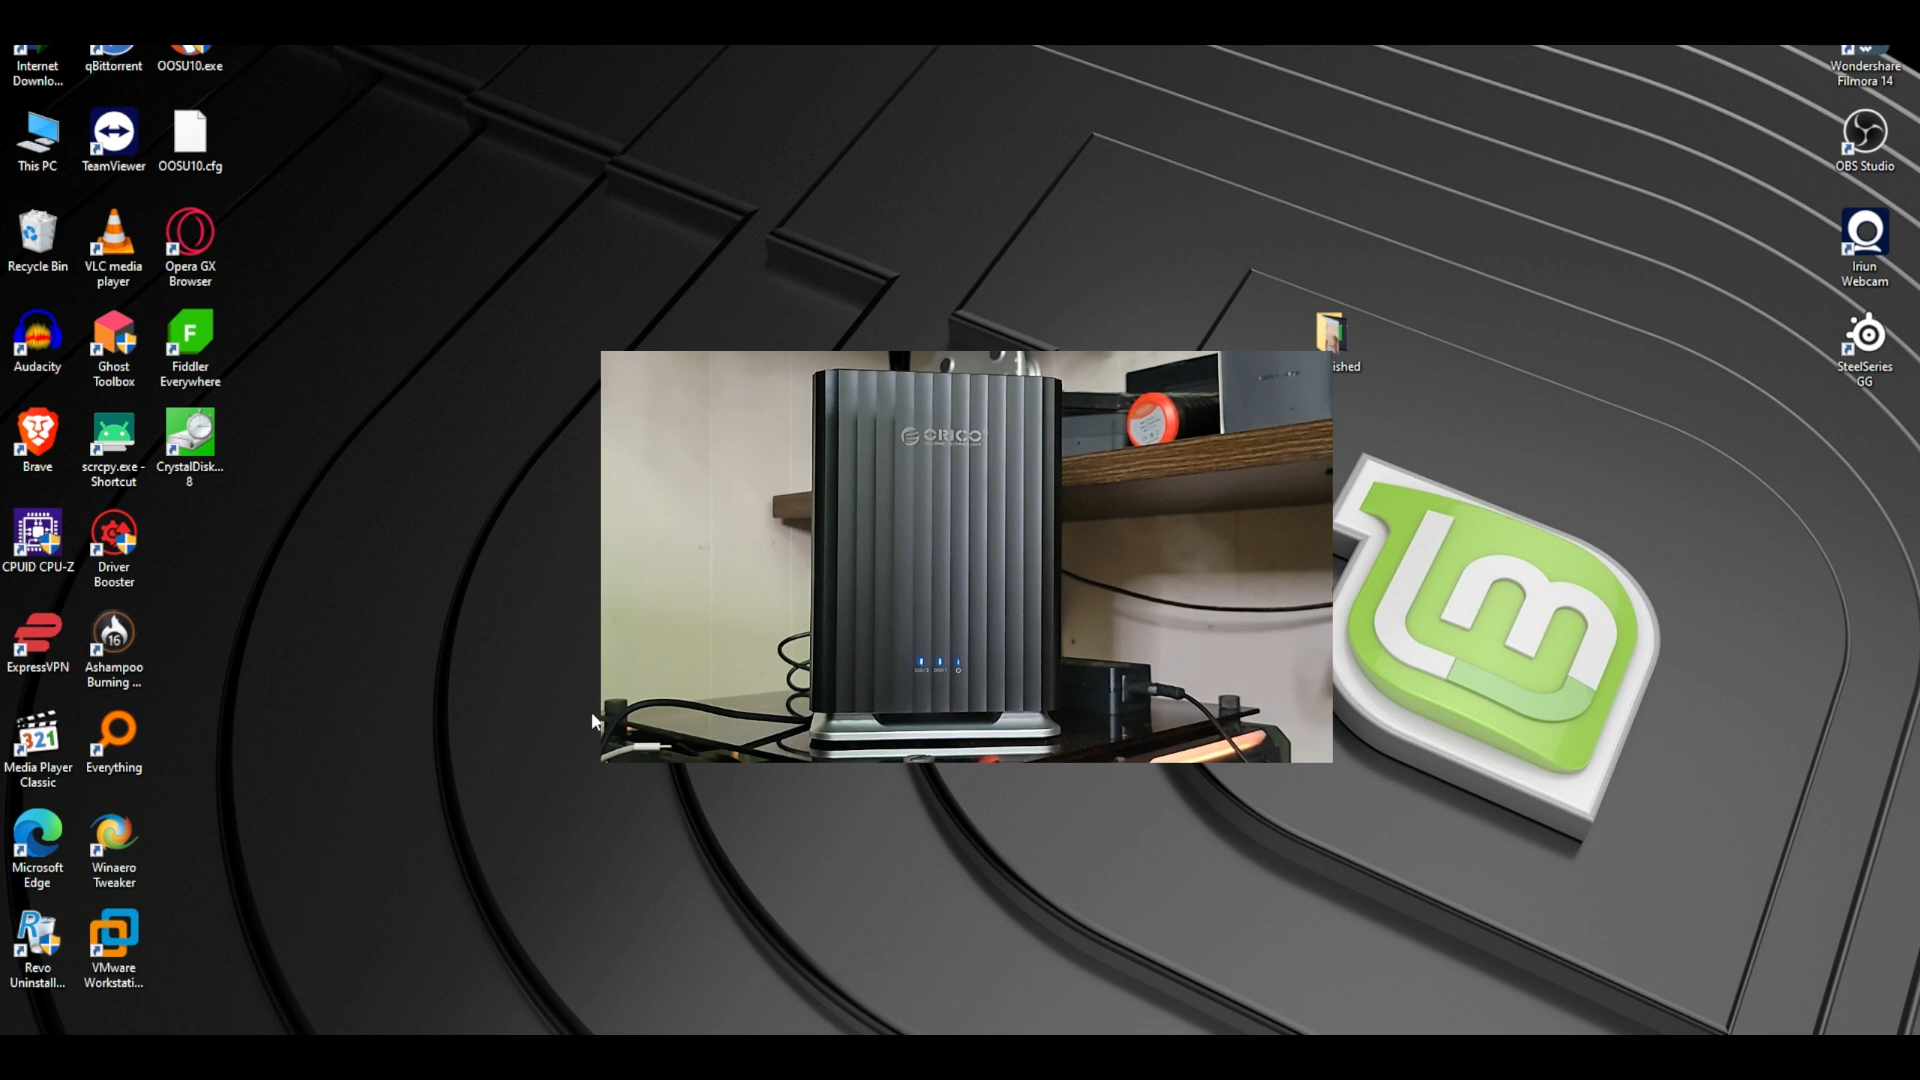 Internet
Downlo...
qBittorrent
OOSU10.exe
This PC
TeamViewer
OOSU10.cfg
Recycle Bin
VLC media
player
Opera GX
Browser
Audacity
Ghost
Toolbox
Fiddler
Everywhere
Brave
scrcpy.exe -
Shortcut
CrystalDisk...
8
CPUID CPU-Z
Driver
Booster
ExpressVPN
Ashampoo
Burning ...
Media Player
Classic
Everything
Microsoft
Edge
Winaero
Tweaker
Revo
Uninstall...
VMware
Workstati...
ORICO
ished
Wondershare
Filmora 14
OBS Studio
Iriun
Webcam
SteelSeries
GG
F
16
321
R
lm